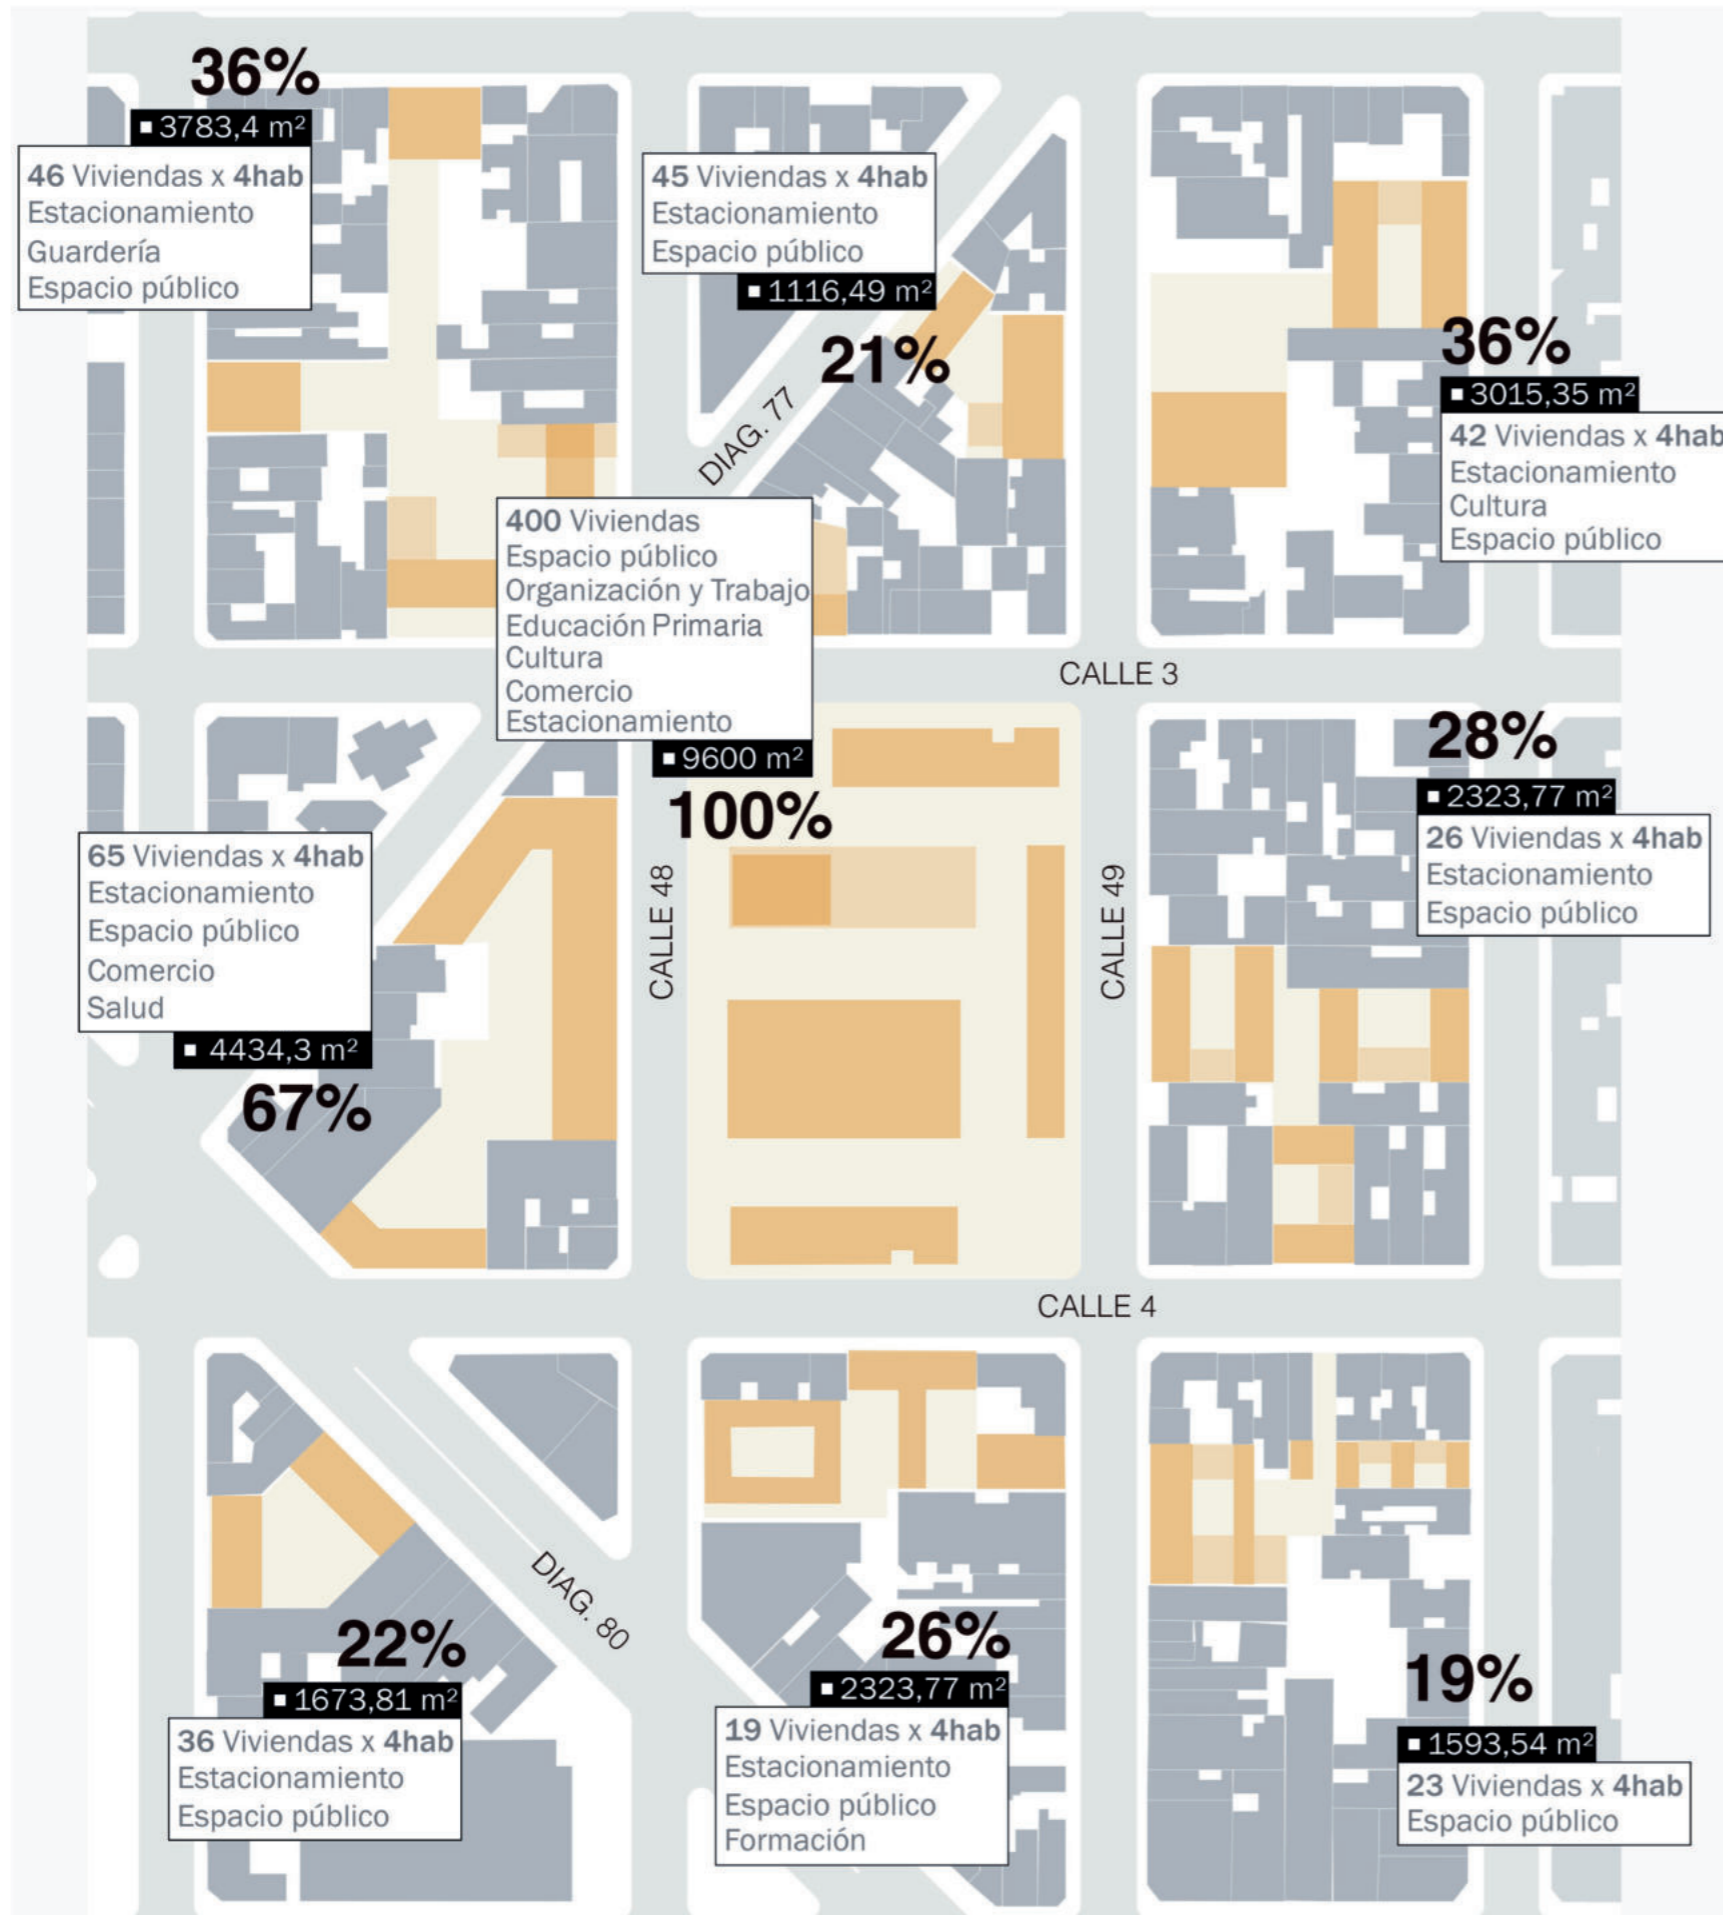 36%
3783,4 m²
46 Viviendas x 4hab
Estacionamiento
Guardería
Espacio público
45 Viviendas x 4hab
Estacionamiento
Espacio público
1116,49 m²
21%
DIAG. 77
36%
3015,35 m²
42 Viviendas x 4hab
Estacionamiento
Cultura
Espacio público
400 Viviendas
Espacio público
Organización y Trabajo
Educación Primaria
Cultura
Comercio
Estacionamiento
9600 m²
100%
CALLE 3
65 Viviendas x 4hab
Estacionamiento
Espacio público
Comercio
Salud
4434,3 m²
67%
CALLE 48
CALLE 49
28%
2323,77 m²
26 Viviendas x 4hab
Estacionamiento
Espacio público
CALLE 4
DIAG. 80
22%
1673,81 m²
36 Viviendas x 4hab
Estacionamiento
Espacio público
26%
2323,77 m²
19 Viviendas x 4hab
Estacionamiento
Espacio público
Formación
19%
1593,54 m²
23 Viviendas x 4hab
Espacio público